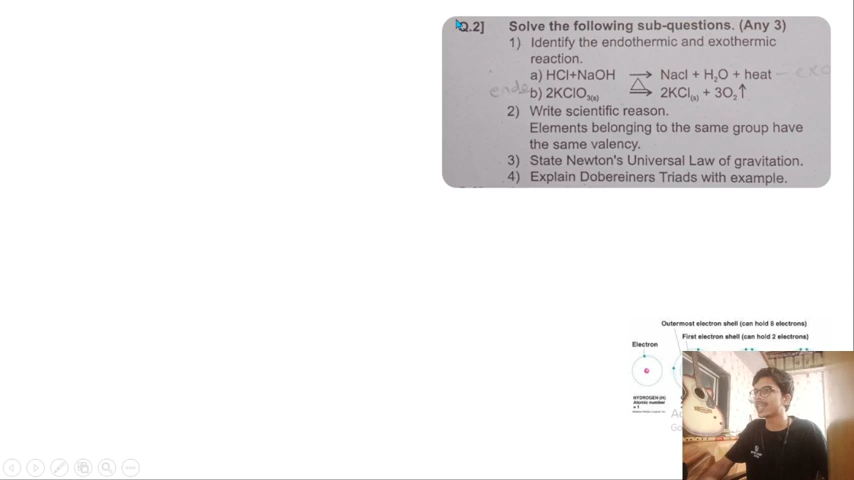 Q.2] Solve the following sub-questions. (Any 3)
1) Identify the endothermic and exothermic
reaction.
a) HCl+NaOH → Nacl + H₂O + heat - exo
endo b) 2KClO₃₍ₛ₎ ⇒ 2KCl₍ₛ₎ + 3O₂↑
2) Write scientific reason.
Elements belonging to the same group have
the same valency.
3) State Newton's Universal Law of gravitation.
4) Explain Dobereiners Triads with example.
Outermost electron shell (can hold 8 electrons)
First electron shell (can hold 2 electrons)
Electron
HYDROGEN (H)
Atomic number
= 1